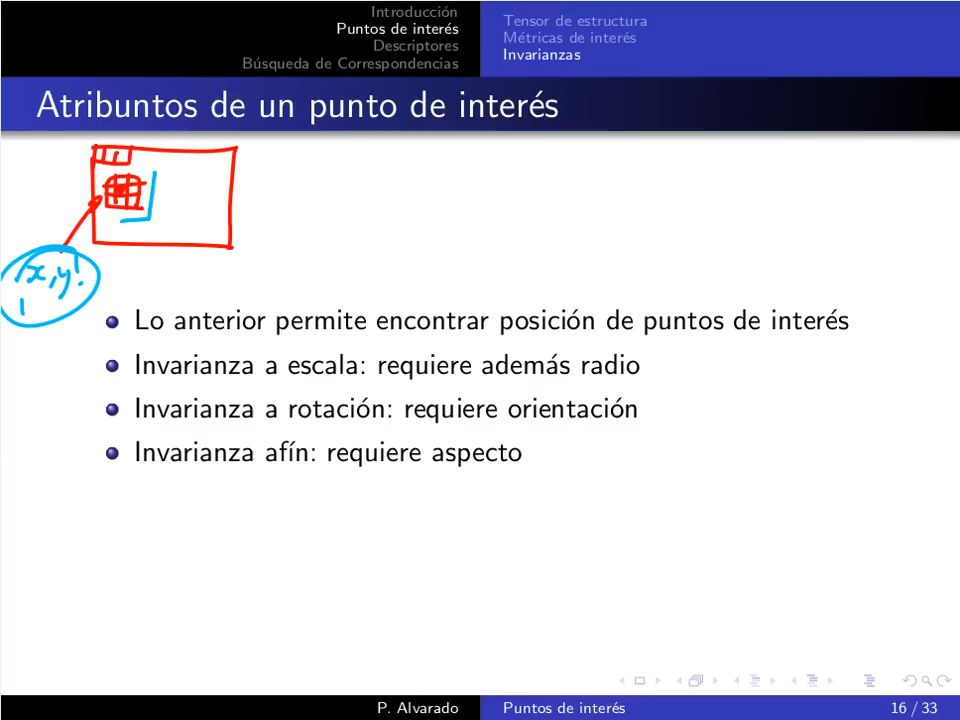 Introducción
Puntos de interés
Descriptores
Búsqueda de Correspondencias
Tensor de estructura
Métricas de interés
Invarianzas
Atribuntos de un punto de interés
x,y
Lo anterior permite encontrar posición de puntos de interés
Invarianza a escala: requiere además radio
Invarianza a rotación: requiere orientación
Invarianza afín: requiere aspecto
P. Alvarado
Puntos de interés
16 / 33